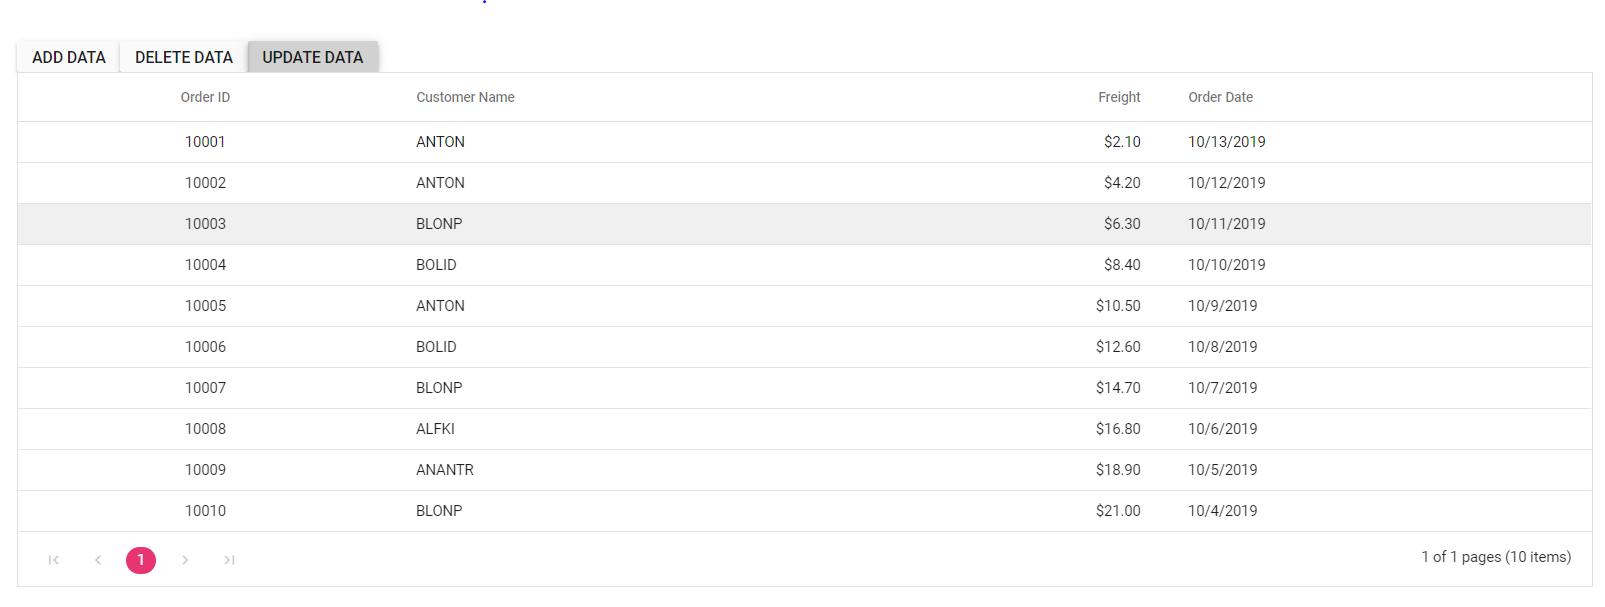 ADD DATA DELETE DATA UPDATE DATA
Order ID Customer Name Freight Order Date
10001 ANTON $2.10 10/13/2019
10002 ANTON $4.20 10/12/2019
10003 BLONP $6.30 10/11/2019
10004 BOLID $8.40 10/10/2019
10005 ANTON $10.50 10/9/2019
10006 BOLID $12.60 10/8/2019
10007 BLONP $14.70 10/7/2019
10008 ALFKI $16.80 10/6/2019
10009 ANANTR $18.90 10/5/2019
10010 BLONP $21.00 10/4/2019
1 1 of 1 pages (10 items)